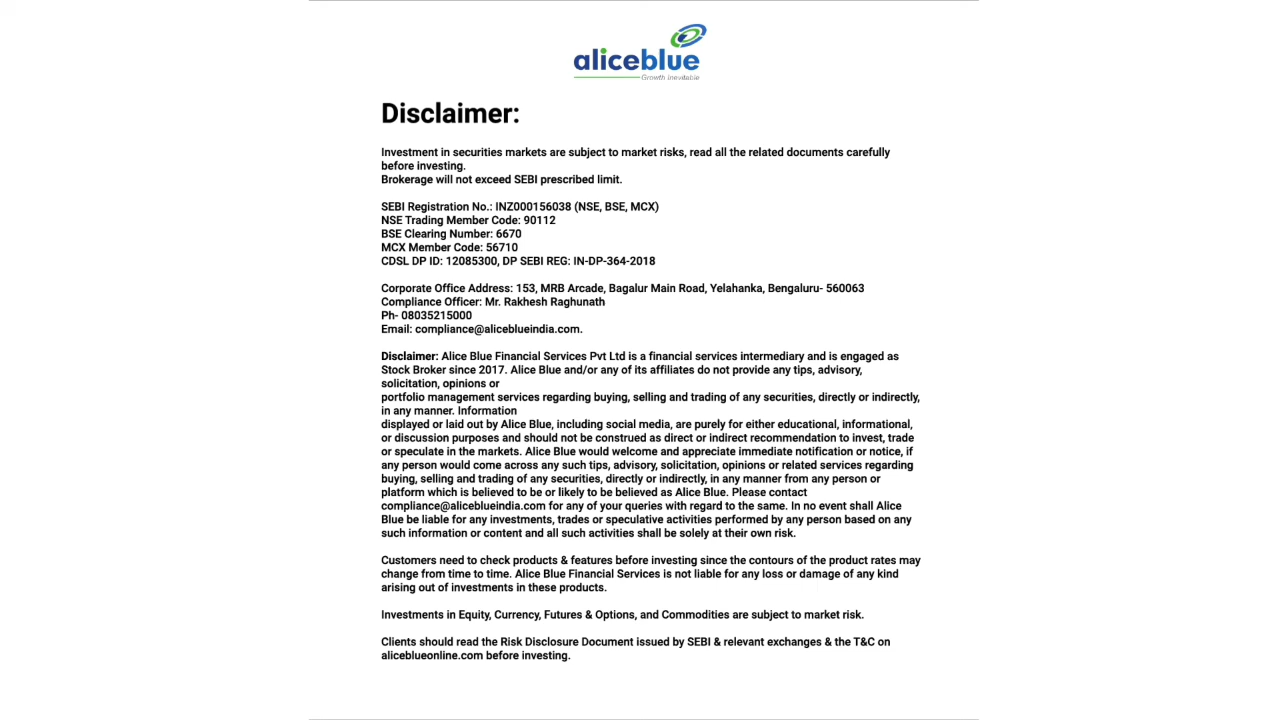 aliceblue
Growth Inevitable
Disclaimer:
Investment in securities markets are subject to market risks, read all the related documents carefully
before investing.
Brokerage will not exceed SEBI prescribed limit.
SEBI Registration No.: INZ000156038 (NSE, BSE, MCX)
NSE Trading Member Code: 90112
BSE Clearing Number: 6670
MCX Member Code: 56710
CDSL DP ID: 12085300, DP SEBI REG: IN-DP-364-2018
Corporate Office Address: 153, MRB Arcade, Bagalur Main Road, Yelahanka, Bengaluru- 560063
Compliance Officer: Mr. Rakhesh Raghunath
Ph- 08035215000
Email: compliance@aliceblueindia.com.
Disclaimer: Alice Blue Financial Services Pvt Ltd is a financial services intermediary and is engaged as
Stock Broker since 2017. Alice Blue and/or any of its affiliates do not provide any tips, advisory,
solicitation, opinions or
portfolio management services regarding buying, selling and trading of any securities, directly or indirectly,
in any manner. Information
displayed or laid out by Alice Blue, including social media, are purely for either educational, informational,
or discussion purposes and should not be construed as direct or indirect recommendation to invest, trade
or speculate in the markets. Alice Blue would welcome and appreciate immediate notification or notice, if
any person would come across any such tips, advisory, solicitation, opinions or related services regarding
buying, selling and trading of any securities, directly or indirectly, in any manner from any person or
platform which is believed to be or likely to be believed as Alice Blue. Please contact
compliance@aliceblueindia.com for any of your queries with regard to the same. In no event shall Alice
Blue be liable for any investments, trades or speculative activities performed by any person based on any
such information or content and all such activities shall be solely at their own risk.
Customers need to check products & features before investing since the contours of the product rates may
change from time to time. Alice Blue Financial Services is not liable for any loss or damage of any kind
arising out of investments in these products.
Investments in Equity, Currency, Futures & Options, and Commodities are subject to market risk.
Clients should read the Risk Disclosure Document issued by SEBI & relevant exchanges & the T&C on
aliceblueonline.com before investing.